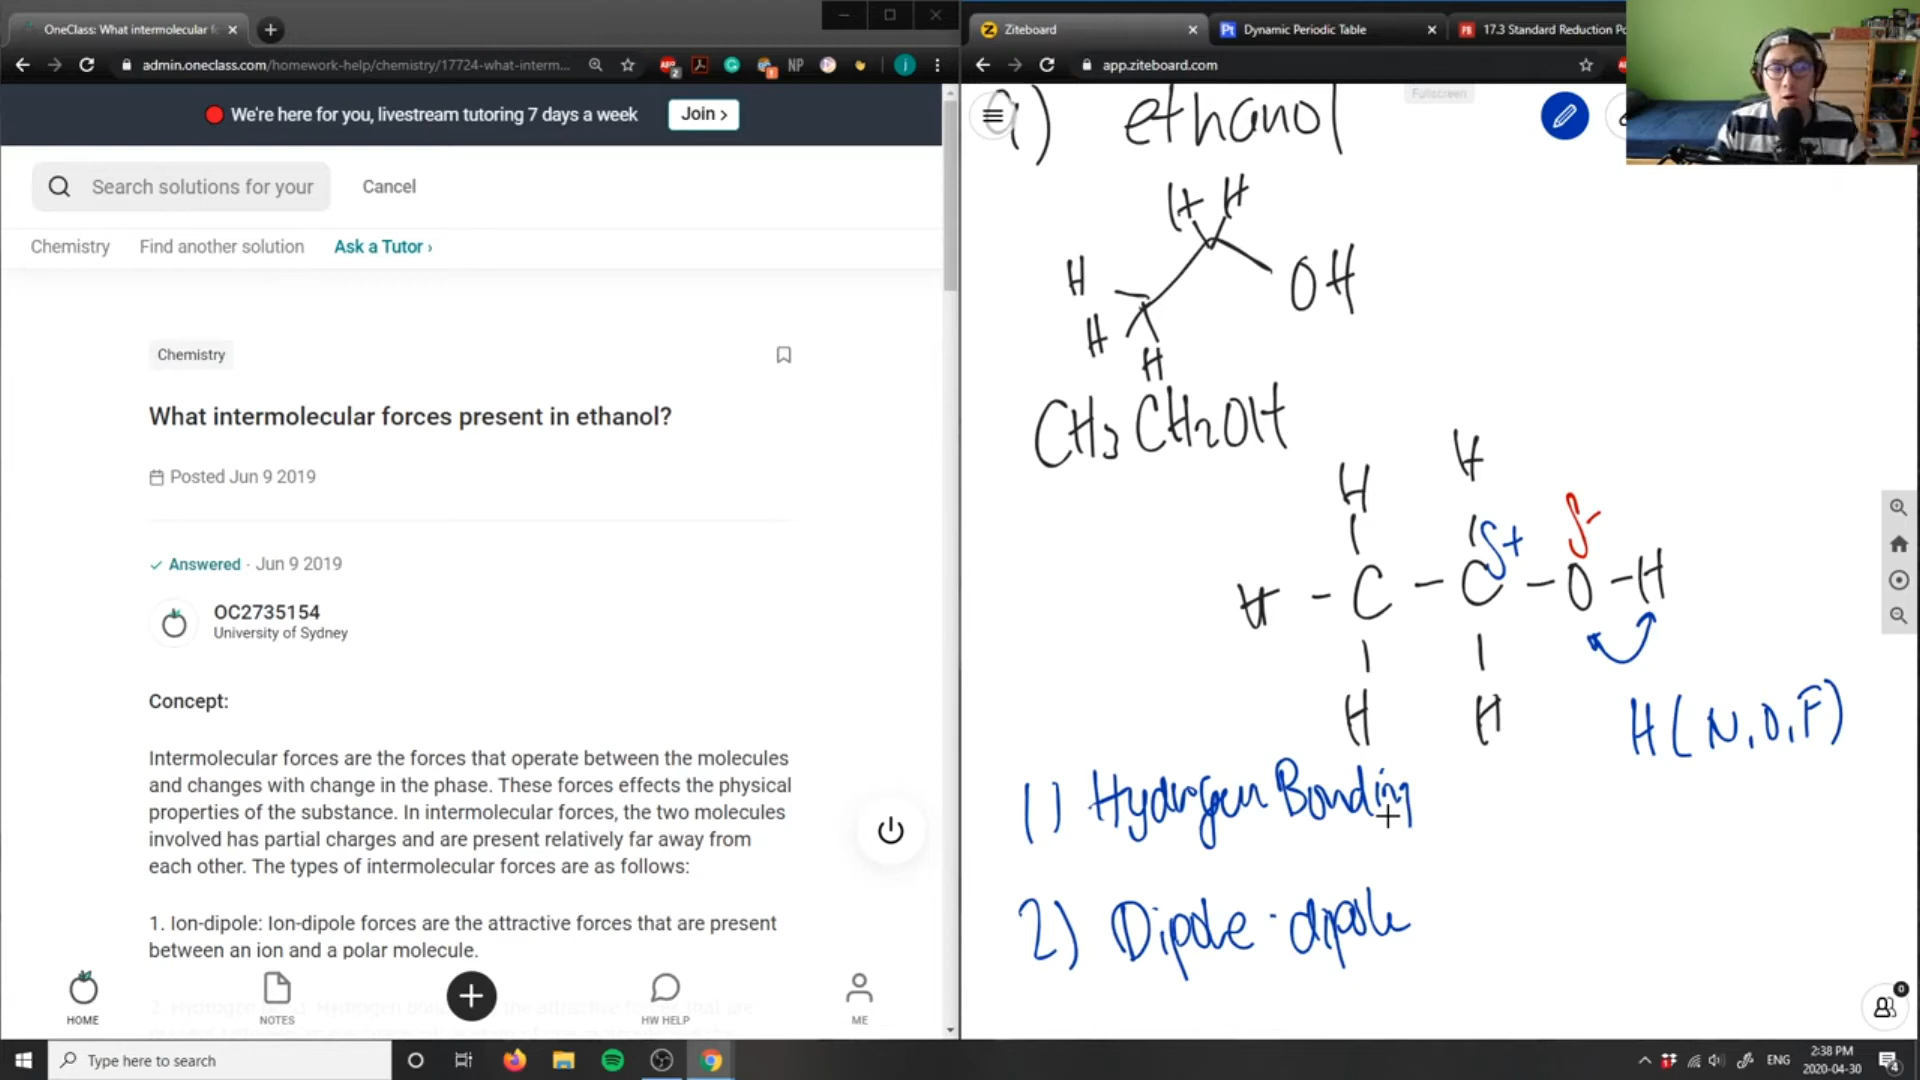 OneClass: What intermolecular f
admin.oneclass.com/homework-help/chemistry/17724-what-interm...
NP
We're here for you, livestream tutoring 7 days a week
Join >
Search solutions for your
Cancel
Chemistry
Find another solution
Ask a Tutor ›
Chemistry
What intermolecular forces present in ethanol?
Posted Jun 9 2019
Answered · Jun 9 2019
OC2735154
University of Sydney
Concept:
Intermolecular forces are the forces that operate between the molecules
and changes with change in the phase. These forces effects the physical
properties of the substance. In intermolecular forces, the two molecules
involved has partial charges and are present relatively far away from
each other. The types of intermolecular forces are as follows:
1. Ion-dipole: Ion-dipole forces are the attractive forces that are present
between an ion and a polar molecule.
HOME
NOTES
HW HELP
ME
Ziteboard
Pt Dynamic Periodic Table
17.3 Standard Reduction Po
app.ziteboard.com
Fullscreen
ethanol
H H
H
OH
H
H
CH3CH2OH
H H
δ+ δ-
H - C - C - O - H
H H
H(N,O,F)
1) Hydrogen Bonding
2) Dipole-dipole
0
Type here to search
ENG
2:38 PM
2020-04-30
4